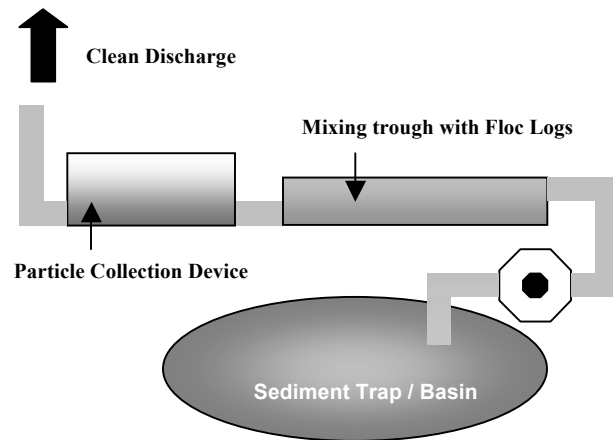 Clean Discharge
Mixing trough with Floc Logs
Particle Collection Device
Sediment Trap / Basin